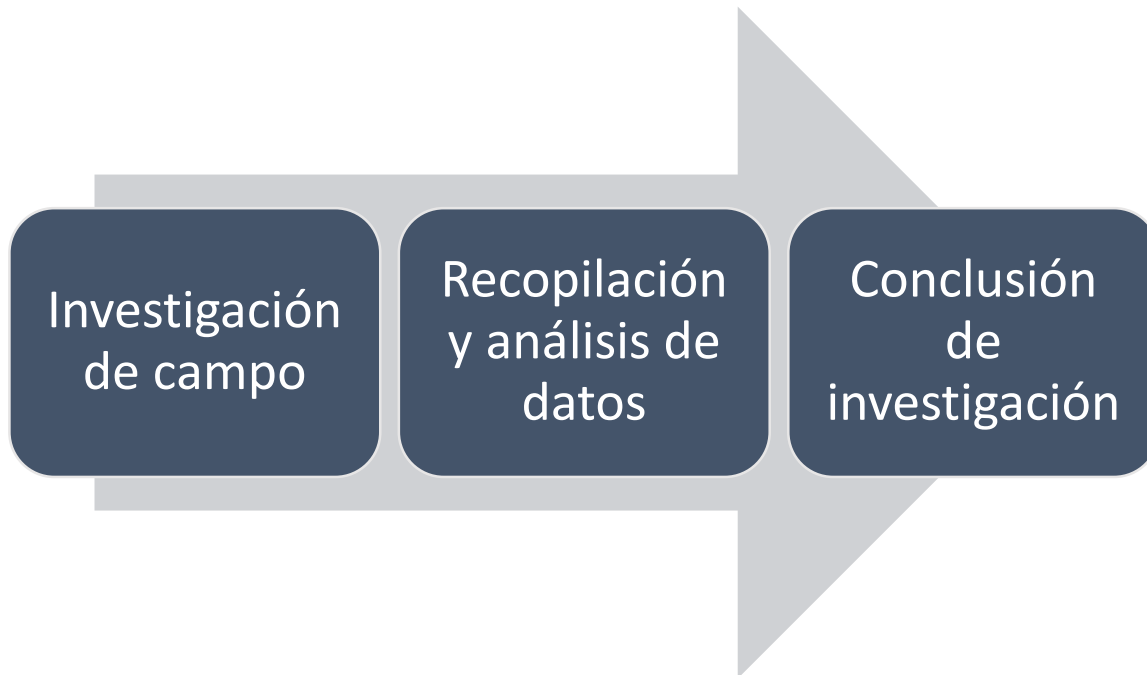 Investigación
de campo
Recopilación
y análisis de
datos
Conclusión
de
investigación